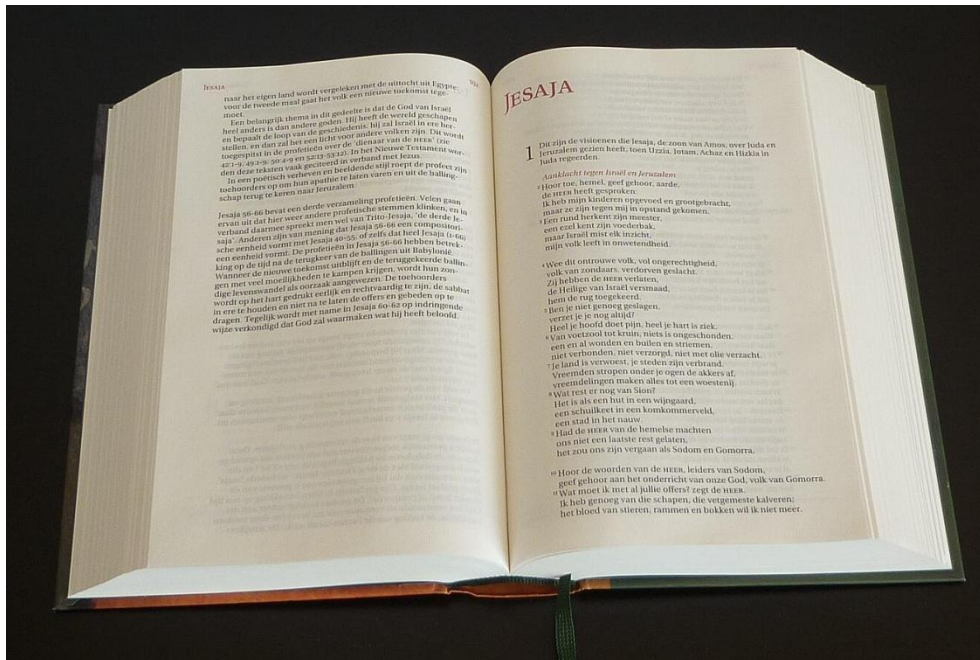 JESAJA
naar het eigen land wordt vergeleken met de uittocht uit Egypte:
voor de tweede maal gaat het volk een nieuwe toekomst tege-
moet.
Een belangrijk thema in dit gedeelte is dat de God van Israël
heel anders is dan andere goden. Hij heeft de wereld geschapen
en bepaalt de loop van de geschiedenis; hij zal Israël in ere her-
stellen, en dan zal het een licht voor andere volken zijn. Dit wordt
toegespitst in de profetieën over de ‘dienaar van de HEER’ (zie
42:1-9, 49:1-9; 50:4-9 en 52:13-53:12). In het Nieuwe Testament wor-
den deze teksten vaak geciteerd in verband met Jezus.
In een poëtisch verheven en beeldende stijl roept de profeet zijn
toehoorders op om hun apathie te laten varen en uit de balling-
schap terug te keren naar Jeruzalem.
Jesaja 56-66 bevat een derde verzameling profetieën. Velen gaan
ervan uit dat hier weer andere profetische stemmen klinken, en in
verband daarmee spreekt men wel van Trito-Jesaja, ‘de derde Je-
saja’. Anderen zijn van mening dat Jesaja 56-66 een compositori-
sche eenheid vormt met Jesaja 40-55, of zelfs dat heel Jesaja (1-66)
een eenheid vormt. De profetieën in Jesaja 56-66 hebben betrek-
king op de tijd na de terugkeer van de ballingen uit Babylonië.
Wanneer de nieuwe toekomst uitblijft en de teruggekeerde ballin-
gen met veel moeilijkheden te kampen krijgen, wordt hun zon-
dige levenswandel als oorzaak aangewezen. De toehoorders
wordt op het hart gedrukt eerlijk en rechtvaardig te zijn, de sabbat
in ere te houden en niet na te laten de offers en gebeden op te
dragen. Tegelijk wordt met name in Jesaja 60-62 op indringende
wijze verkondigd dat God zal waarmaken wat hij heeft beloofd.
JESAJA
1 Dit zijn de visioenen die Jesaja, de zoon van Amos, over Juda en
Jeruzalem gezien heeft, toen Uzzia, Jotam, Achaz en Hizkia in
Juda regeerden.
Aanklacht tegen Israël en Jeruzalem
2 Hoor toe, hemel, geef gehoor, aarde,
de HEER heeft gesproken:
Ik heb mijn kinderen opgevoed en grootgebracht,
maar ze zijn tegen mij in opstand gekomen.
3 Een rund herkent zijn meester,
een ezel kent zijn voederbak,
maar Israël mist elk inzicht,
mijn volk leeft in onwetendheid.
4 Wee dit ontrouwe volk, vol ongerechtigheid,
volk van zondaars, verdorven geslacht.
Zij hebben de HEER verlaten,
de Heilige van Israël versmaad,
hem de rug toegekeerd.
5 Ben je niet genoeg geslagen,
verzet je je nog altijd?
Heel je hoofd doet pijn, heel je hart is ziek.
6 Van voetzool tot kruin, niets is ongeschonden,
een en al wonden en builen en striemen,
niet verbonden, niet verzorgd, niet met olie verzacht.
7 Je land is verwoest, je steden zijn verbrand.
Vreemden stropen onder je ogen de akkers af,
vreemdelingen maken alles tot een woestenij.
8 Wat rest er nog van Sion?
Het is als een hut in een wijngaard,
een schuilkeet in een komkommerveld,
een stad in het nauw.
9 Had de HEER van de hemelse machten
ons niet een laatste rest gelaten,
het zou ons zijn vergaan als Sodom en Gomorra.
10 Hoor de woorden van de HEER, leiders van Sodom,
geef gehoor aan het onderricht van onze God, volk van Gomorra.
11 Wat moet ik met al jullie offers? zegt de HEER.
Ik heb genoeg van die schapen, die vetgemeste kalveren;
het bloed van stieren, rammen en bokken wil ik niet meer.